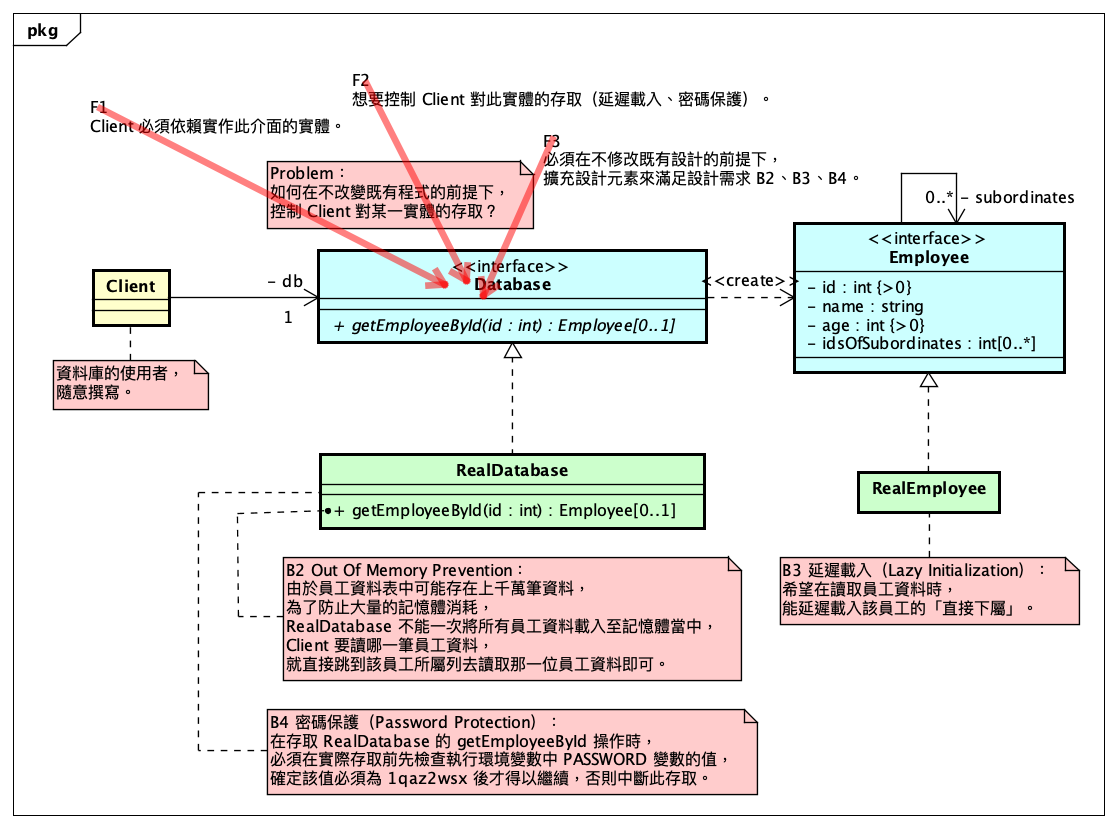 pkg
F2
想要控制 Client 對此實體的存取（延遲載入、密碼保護）。
F1
Client 必須依賴實作此介面的實體。
F3
必須在不修改既有設計的前提下，
擴充設計元素來滿足設計需求 B2、B3、B4。
Problem：
如何在不改變既有程式的前提下，
控制 Client 對某一實體的存取？
0..* - subordinates
<<interface>>
Employee
- id : int {>0}
- name : string
- age : int {>0}
- idsOfSubordinates : int[0..*]
Client
- db
1
<<interface>>
Database
+ getEmployeeById(id : int) : Employee[0..1]
<<create>>
資料庫的使用者，
隨意撰寫。
RealDatabase
+ getEmployeeById(id : int) : Employee[0..1]
RealEmployee
B2 Out Of Memory Prevention：
由於員工資料表中可能存在上千萬筆資料，
為了防止大量的記憶體消耗，
RealDatabase 不能一次將所有員工資料載入至記憶體當中，
Client 要讀哪一筆員工資料，
就直接跳到該員工所屬列去讀取那一位員工資料即可。
B3 延遲載入（Lazy Initialization）：
希望在讀取員工資料時，
能延遲載入該員工的「直接下屬」。
B4 密碼保護（Password Protection）：
在存取 RealDatabase 的 getEmployeeById 操作時，
必須在實際存取前先檢查執行環境變數中 PASSWORD 變數的值，
確定該值必須為 1qaz2wsx 後才得以繼續，否則中斷此存取。